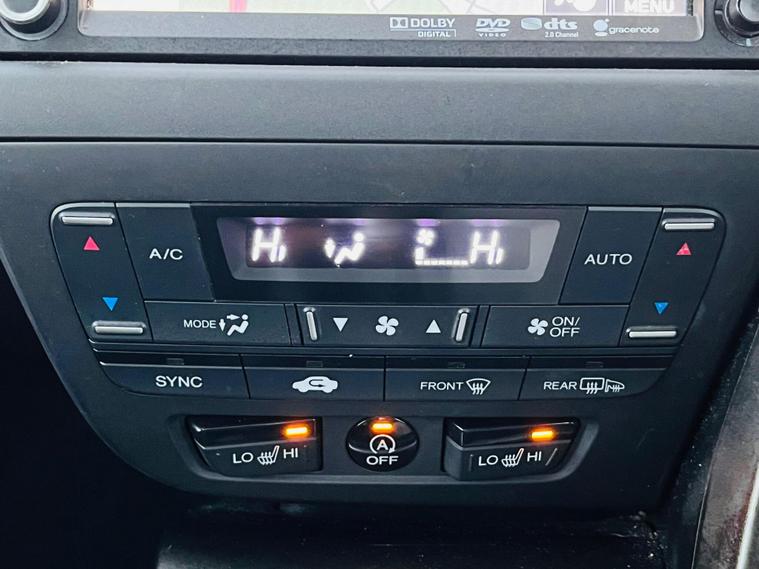 MENU
DOLBY DIGITAL
DVD VIDEO
dts 2.0 Channel
gracenote
Hi Hi
A/C
AUTO
MODE
ON/OFF
SYNC
FRONT
REAR
LO HI
A OFF
LO HI